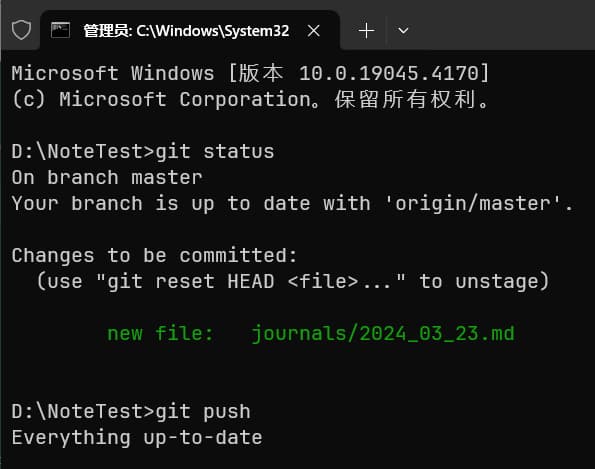 管理员: C:\Windows\System32
Microsoft Windows [版本 10.0.19045.4170]
(c) Microsoft Corporation。保留所有权利。
D:\NoteTest>git status
On branch master
Your branch is up to date with 'origin/master'.
Changes to be committed:
  (use "git reset HEAD <file>..." to unstage)
        new file:   journals/2024_03_23.md
D:\NoteTest>git push
Everything up-to-date